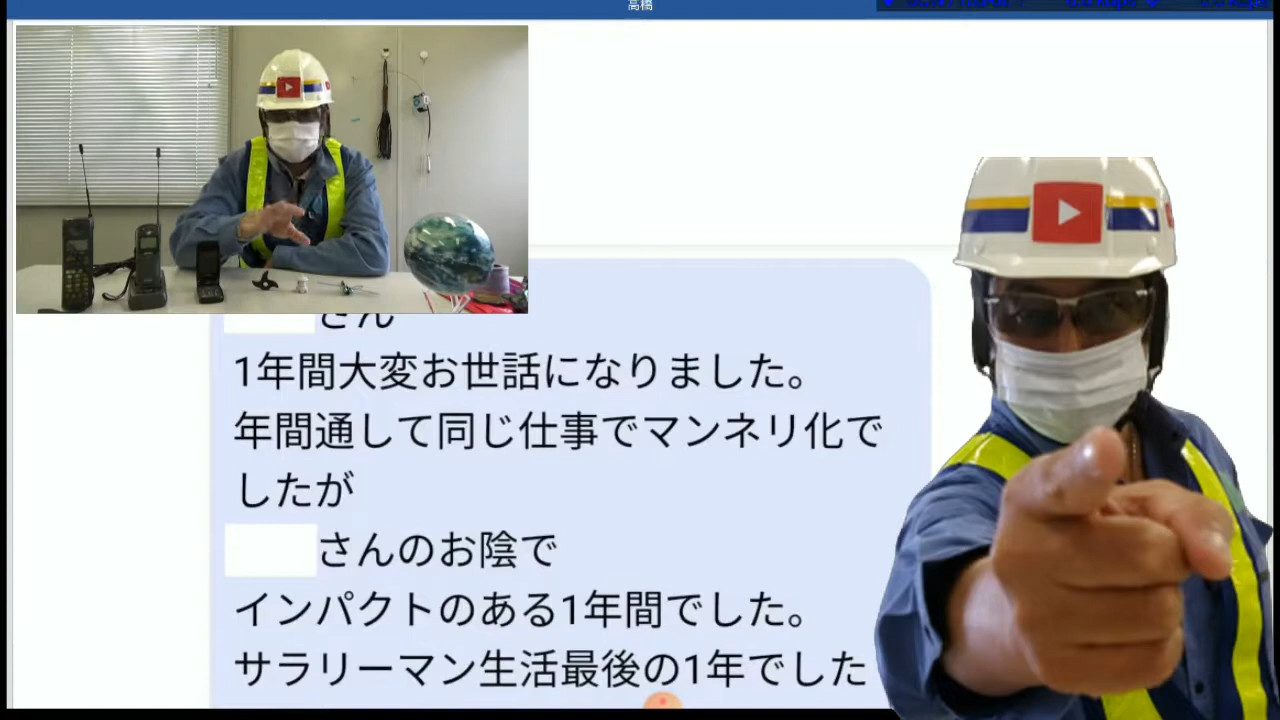 高橋
さん
1年間大変お世話になりました。
年間通して同じ仕事でマンネリ化で
したが
さんのお陰で
インパクトのある1年間でした。
サラリーマン生活最後の1年でした